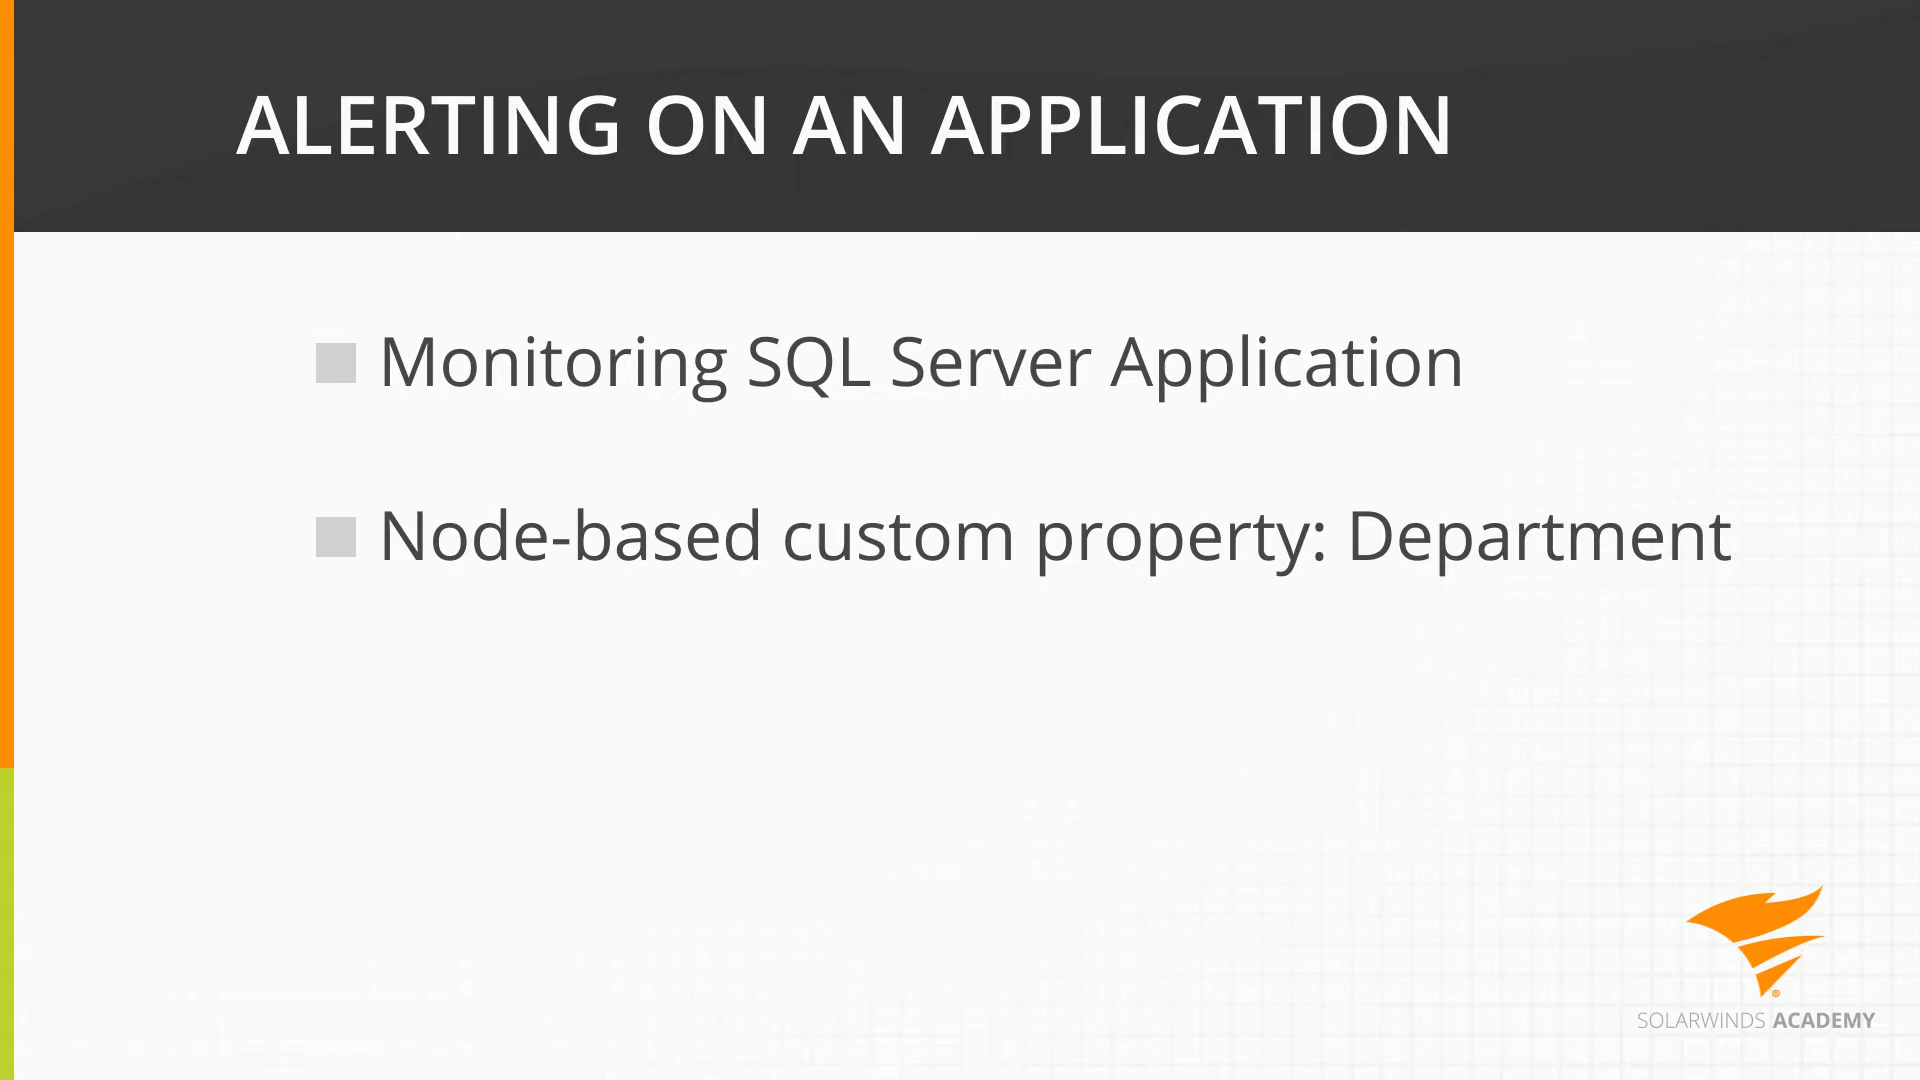 ALERTING ON AN APPLICATION
Monitoring SQL Server Application
Node-based custom property: Department
®
SOLARWINDS ACADEMY